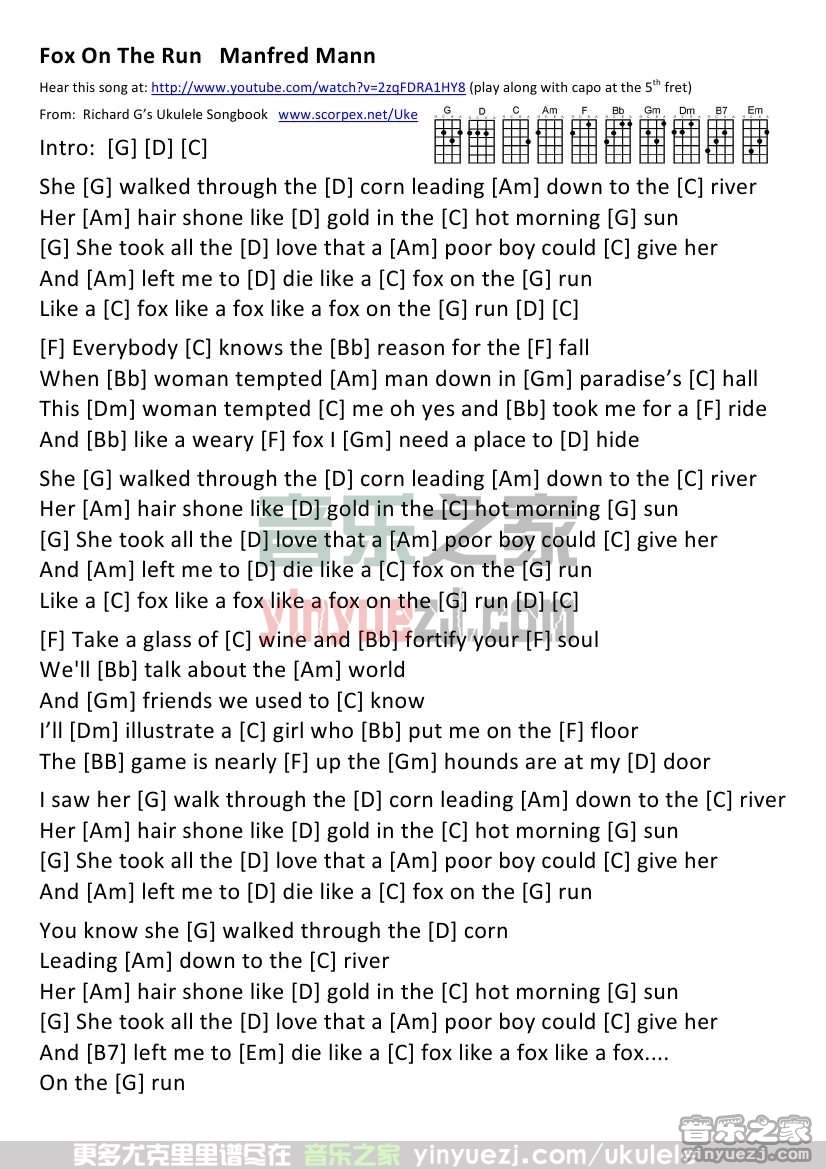 Fox On The Run   Manfred Mann
Hear this song at: http://www.youtube.com/watch?v=2zqFDRA1HY8 (play along with capo at the 5th fret)
From:  Richard G’s Ukulele Songbook   www.scorpex.net/Uke
G D C Am F Bb Gm Dm B7 Em
Intro:  [G] [D] [C]
She [G] walked through the [D] corn leading [Am] down to the [C] river
Her [Am] hair shone like [D] gold in the [C] hot morning [G] sun
[G] She took all the [D] love that a [Am] poor boy could [C] give her
And [Am] left me to [D] die like a [C] fox on the [G] run
Like a [C] fox like a fox like a fox on the [G] run [D] [C]
[F] Everybody [C] knows the [Bb] reason for the [F] fall
When [Bb] woman tempted [Am] man down in [Gm] paradise’s [C] hall
This [Dm] woman tempted [C] me oh yes and [Bb] took me for a [F] ride
And [Bb] like a weary [F] fox I [Gm] need a place to [D] hide
She [G] walked through the [D] corn leading [Am] down to the [C] river
Her [Am] hair shone like [D] gold in the [C] hot morning [G] sun
[G] She took all the [D] love that a [Am] poor boy could [C] give her
And [Am] left me to [D] die like a [C] fox on the [G] run
Like a [C] fox like a fox like a fox on the [G] run [D] [C]
音乐之家
yinyuezj.com
[F] Take a glass of [C] wine and [Bb] fortify your [F] soul
We'll [Bb] talk about the [Am] world
And [Gm] friends we used to [C] know
I’ll [Dm] illustrate a [C] girl who [Bb] put me on the [F] floor
The [BB] game is nearly [F] up the [Gm] hounds are at my [D] door
I saw her [G] walk through the [D] corn leading [Am] down to the [C] river
Her [Am] hair shone like [D] gold in the [C] hot morning [G] sun
[G] She took all the [D] love that a [Am] poor boy could [C] give her
And [Am] left me to [D] die like a [C] fox on the [G] run
You know she [G] walked through the [D] corn
Leading [Am] down to the [C] river
Her [Am] hair shone like [D] gold in the [C] hot morning [G] sun
[G] She took all the [D] love that a [Am] poor boy could [C] give her
And [B7] left me to [Em] die like a [C] fox like a fox like a fox....
On the [G] run
更多尤克里里谱尽在 音乐之家 yinyuezj.com/ukulele
音乐之家
yinyuezj.com